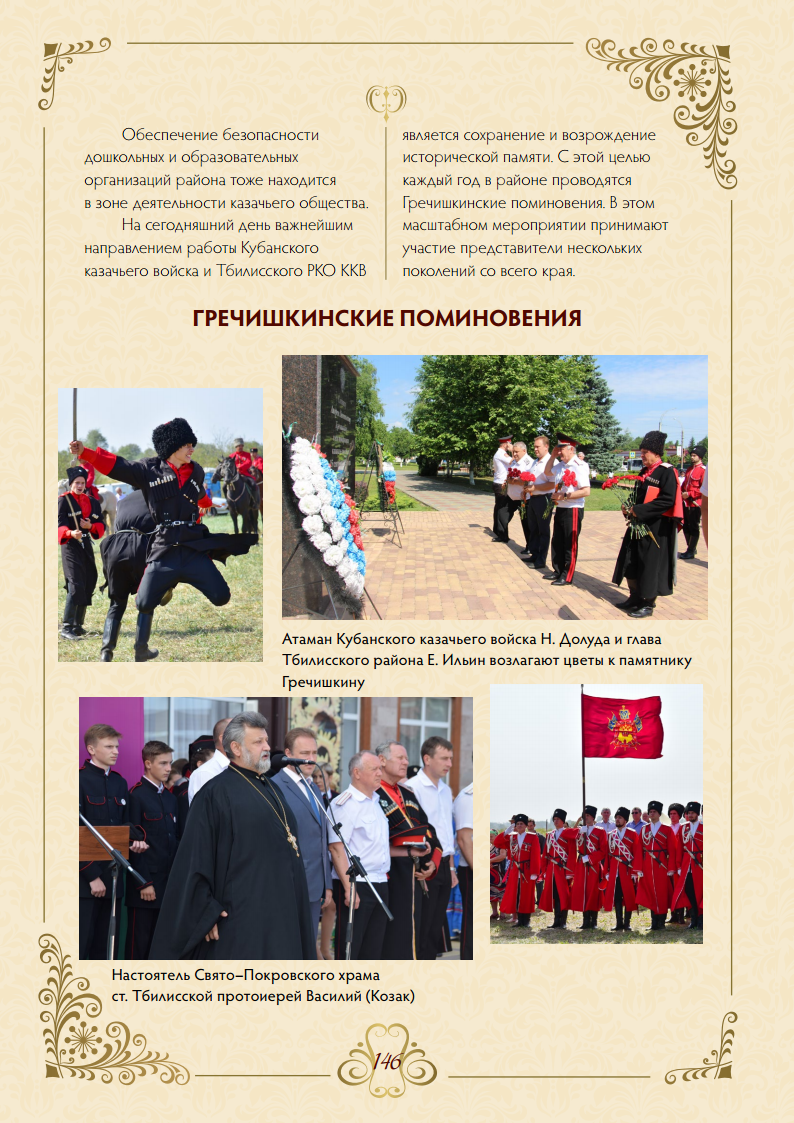 Обеспечение безопасности
дошкольных и образовательных
организаций района тоже находится
в зоне деятельности казачьего общества.
На сегодняшний день важнейшим
направлением работы Кубанского
казачьего войска и Тбилисского РКО ККВ
является сохранение и возрождение
исторической памяти. С этой целью
каждый год в районе проводятся
Гречишкинские поминовения. В этом
масштабном мероприятии принимают
участие представители нескольких
поколений со всего края.
ГРЕЧИШКИНСКИЕ ПОМИНОВЕНИЯ
Атаман Кубанского казачьего войска Н. Долуда и глава
Тбилисского района Е. Ильин возлагают цветы к памятнику
Гречишкину
Настоятель Свято–Покровского храма
ст. Тбилисской протоиерей Василий (Козак)
146